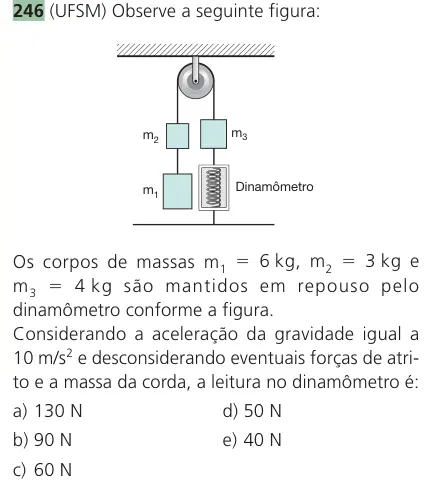 246 (UFSM) Observe a seguinte figura:
m₂
m₃
m₁
Dinamômetro
Os corpos de massas m₁ = 6 kg, m₂ = 3 kg e
m₃ = 4 kg são mantidos em repouso pelo
dinamômetro conforme a figura.
Considerando a aceleração da gravidade igual a
10 m/s² e desconsiderando eventuais forças de atri-
to e a massa da corda, a leitura no dinamômetro é:
a) 130 N
d) 50 N
b) 90 N
e) 40 N
c) 60 N